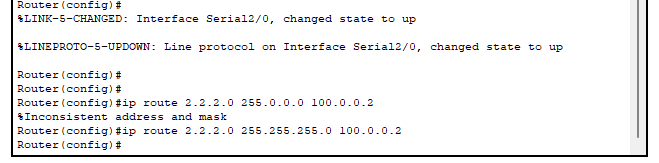 Router(config)#
%LINK-5-CHANGED: Interface Serial2/0, changed state to up
%LINEPROTO-5-UPDOWN: Line protocol on Interface Serial2/0, changed state to up
Router(config)#
Router(config)#
Router(config)#ip route 2.2.2.0 255.0.0.0 100.0.0.2
%Inconsistent address and mask
Router(config)#ip route 2.2.2.0 255.255.255.0 100.0.0.2
Router(config)#